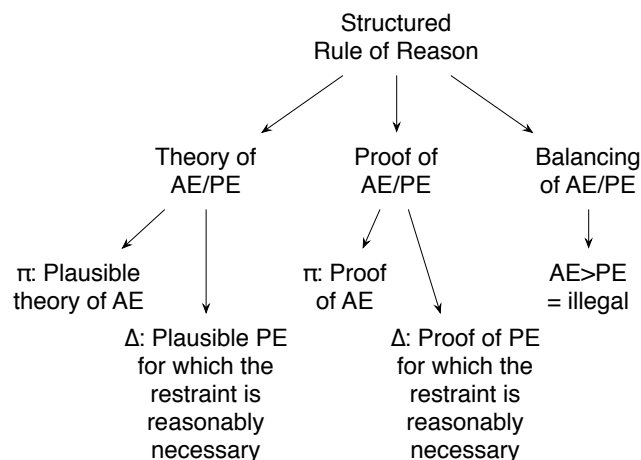 Structured
Rule of Reason
Theory of
AE/PE
Proof of
AE/PE
Balancing
of AE/PE
π: Plausible
theory of AE
π: Proof
of AE
AE>PE
= illegal
Δ: Plausible PE
for which the
restraint is
reasonably
necessary
Δ: Proof of PE
for which the
restraint is
reasonably
necessary